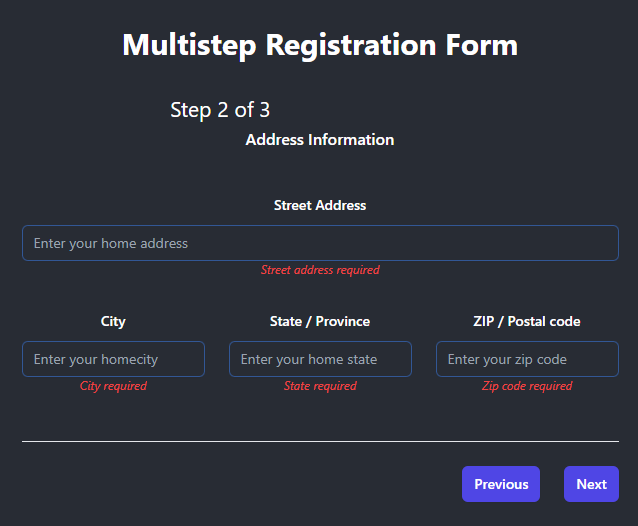 Multistep Registration Form
Step 2 of 3
Address Information
Street Address
Enter your home address
Street address required
City State / Province ZIP / Postal code
Enter your homecity Enter your home state Enter your zip code
City required State required Zip code required
Previous Next